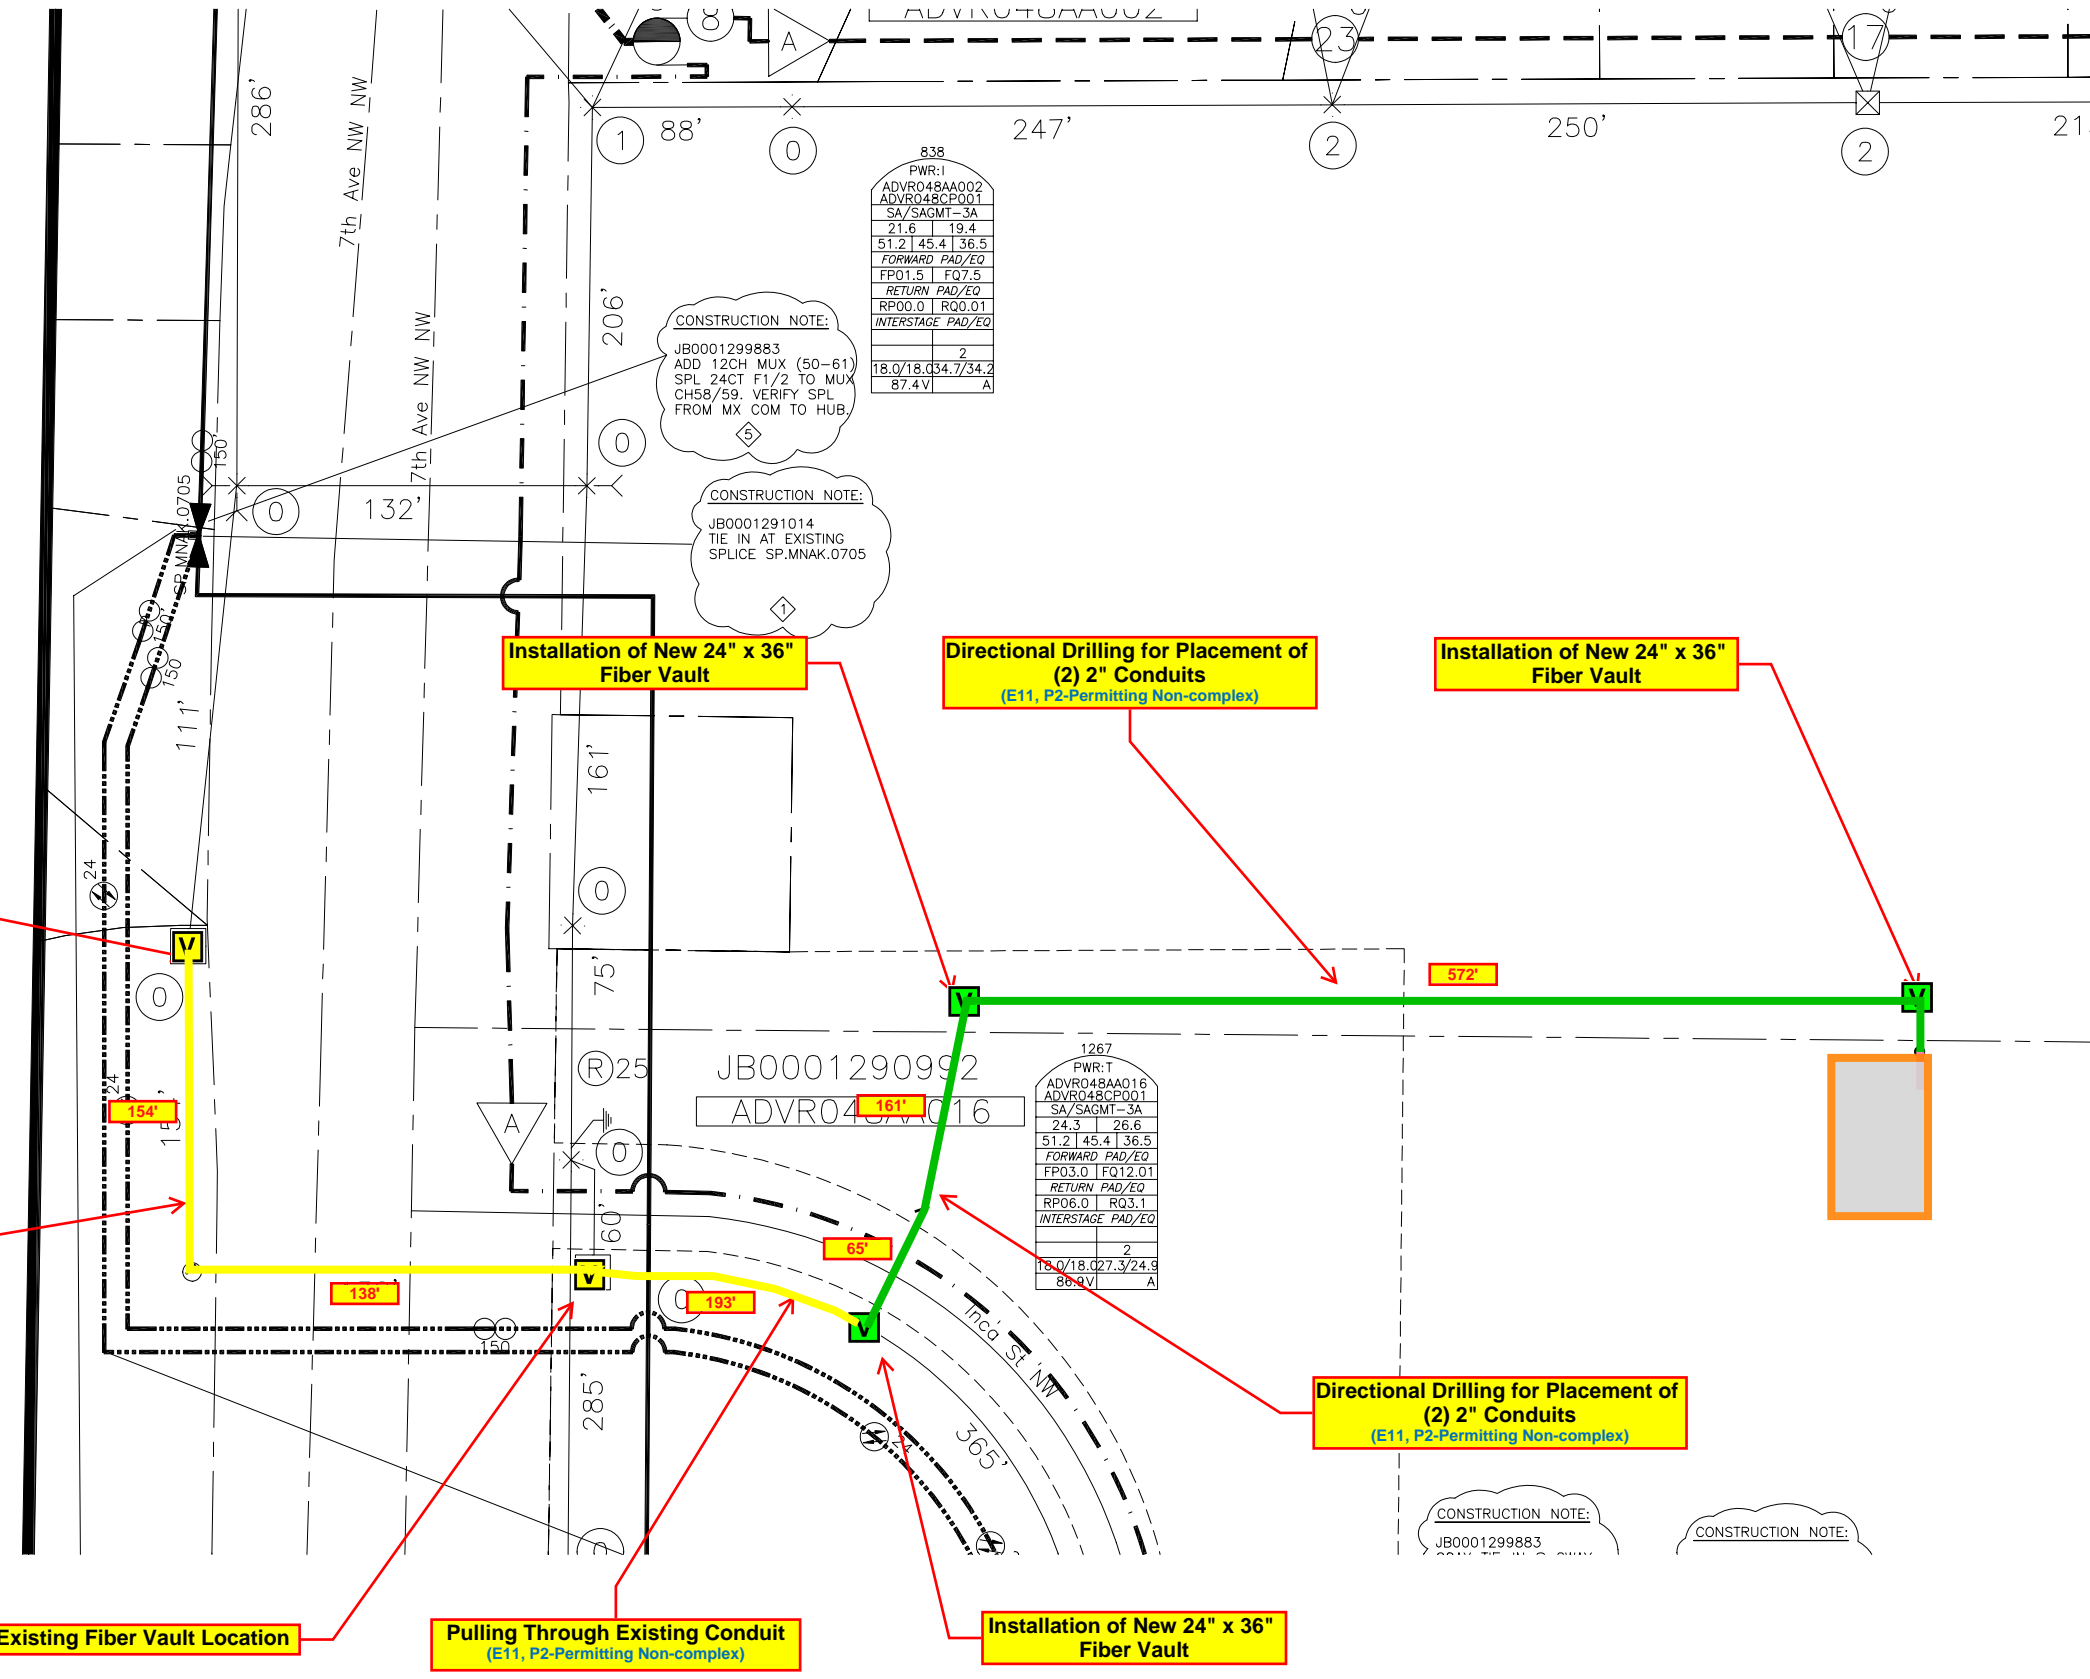 ADVR048AA002
8
A
23
17
286'
7th Ave NW NW
1
88'
0
247'
2
250'
2
838
PWR:I
ADVR048AA002
ADVR048CP001
SA/SAGMT-3A
21.6 19.4
51.2 45.4 36.5
FORWARD PAD/EQ
FP01.5 FQ7.5
RETURN PAD/EQ
RP00.0 RQ0.01
INTERSTAGE PAD/EQ
2
18.0/18.0 34.7/34.2
87.4V A
206'
7th Ave NW NW
CONSTRUCTION NOTE:
JB0001299883
ADD 12CH MUX (50-61)
SPL 24CT F1/2 TO MUX
CH58/59. VERIFY SPL
FROM MX COM TO HUB.
5
150'
0
SP.MNAK.0705
0
132'
CONSTRUCTION NOTE:
JB0001291014
TIE IN AT EXISTING
SPLICE SP.MNAK.0705
1
150'
150
111'
Installation of New 24" x 36"
Fiber Vault
Directional Drilling for Placement of
(2) 2" Conduits
(E11, P2-Permitting Non-complex)
Installation of New 24" x 36"
Fiber Vault
161'
24
0
V
0
75'
V
572'
V
R 25
JB0001290992
ADVR048AA016
161'
24
154'
A
0
1267
PWR:T
ADVR048AA016
ADVR048CP001
SA/SAGMT-3A
24.3 26.6
51.2 45.4 36.5
FORWARD PAD/EQ
FP03.0 FQ12.01
RETURN PAD/EQ
RP06.0 RQ3.1
INTERSTAGE PAD/EQ
2
18.0/18.0 27.3/24.9
86.9V A
60'
65'
V
138'
0
193'
V
150
Inca St NW
285'
24
365'
Directional Drilling for Placement of
(2) 2" Conduits
(E11, P2-Permitting Non-complex)
CONSTRUCTION NOTE:
JB0001299883
CONSTRUCTION NOTE:
Existing Fiber Vault Location
Pulling Through Existing Conduit
(E11, P2-Permitting Non-complex)
Installation of New 24" x 36"
Fiber Vault